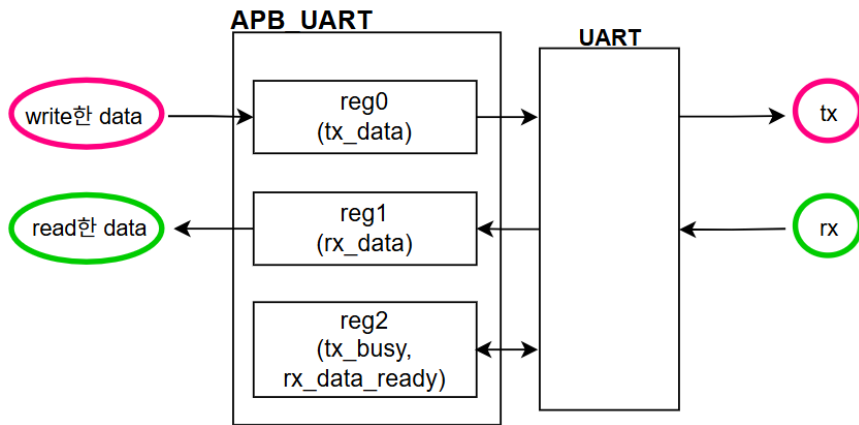 APB_UART
UART
write한 data
reg0
(tx_data)
tx
read한 data
reg1
(rx_data)
rx
reg2
(tx_busy,
rx_data_ready)